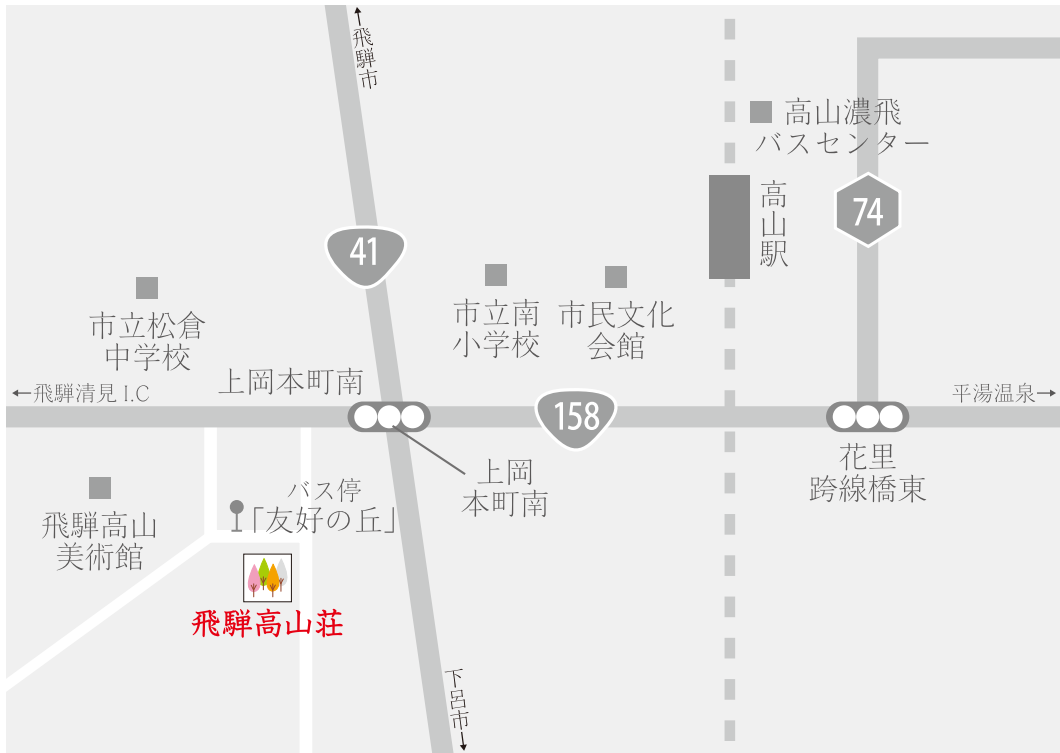 飛騨市
高山濃飛
バスセンター
74
高山駅
41
市立松倉
中学校
市立南
小学校
市民文化
会館
上岡本町南
←飛騨清見 I.C
158
平湯温泉→
花里
跨線橋東
上岡
本町南
バス停
「友好の丘」
飛騨高山
美術館
飛騨高山荘
下呂市